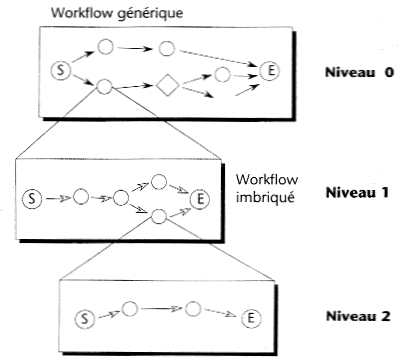 Workflow générique
S
E
Niveau 0
S
E
Workflow
imbriqué
Niveau 1
S
E
Niveau 2